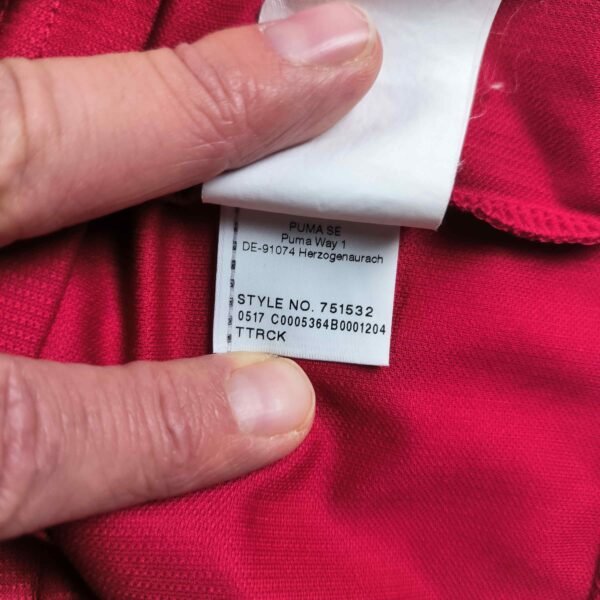 PUMA SE
Puma Way 1
DE-91074 Herzogenaurach
STYLE NO. 751532
0517 C0005364B0001204
TTRCK